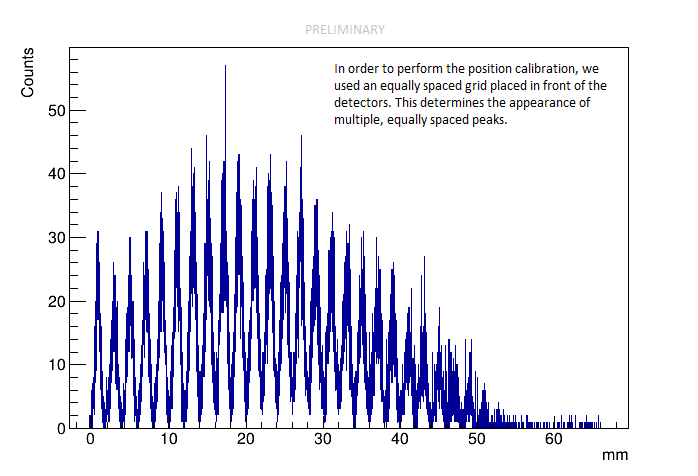 PRELIMINARY
Counts
In order to perform the position calibration, we
used an equally spaced grid placed in front of the
detectors. This determines the appearance of
multiple, equally spaced peaks.
50
40
30
20
10
0
0 10 20 30 40 50 60
mm